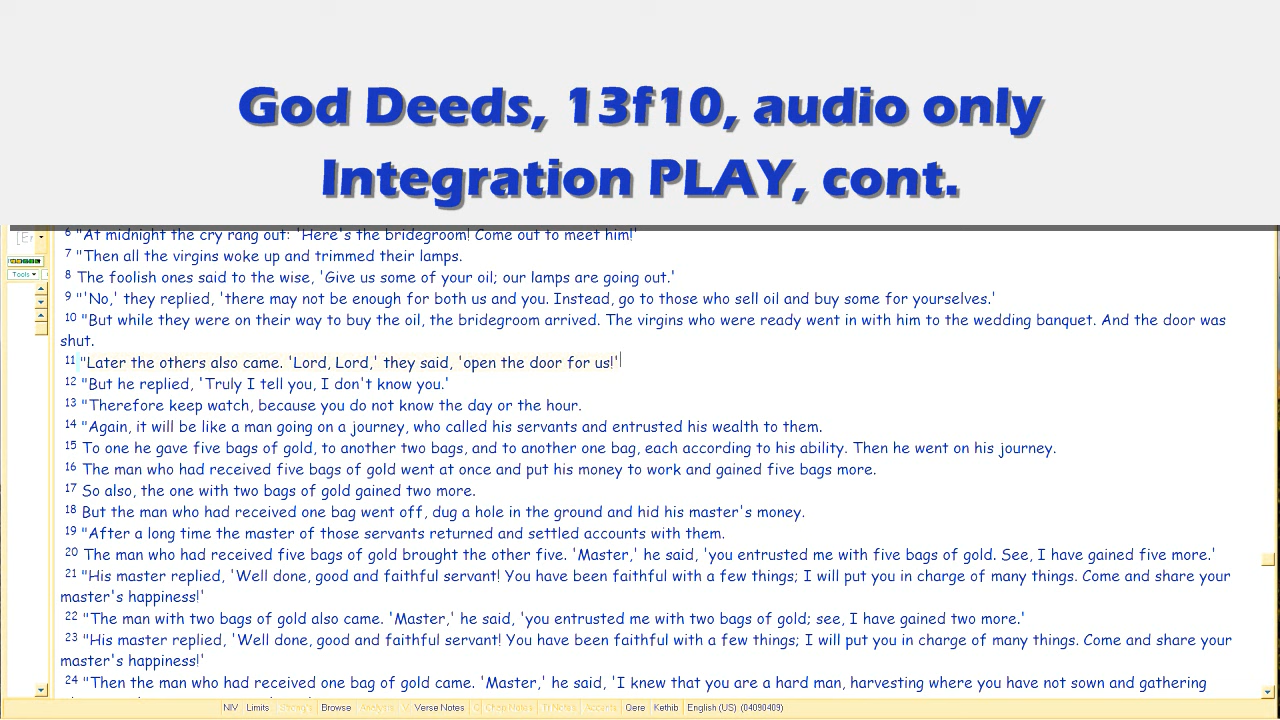 God Deeds, 13f10, audio only
Integration PLAY, cont.
6 "At midnight the cry rang out: 'Here's the bridegroom! Come out to meet him!'
7 "Then all the virgins woke up and trimmed their lamps.
8 The foolish ones said to the wise, 'Give us some of your oil; our lamps are going out.'
9 "'No,' they replied, 'there may not be enough for both us and you. Instead, go to those who sell oil and buy some for yourselves.'
10 "But while they were on their way to buy the oil, the bridegroom arrived. The virgins who were ready went in with him to the wedding banquet. And the door was
shut.
11 "Later the others also came. 'Lord, Lord,' they said, 'open the door for us!'
12 "But he replied, 'Truly I tell you, I don't know you.'
13 "Therefore keep watch, because you do not know the day or the hour.
14 "Again, it will be like a man going on a journey, who called his servants and entrusted his wealth to them.
15 To one he gave five bags of gold, to another two bags, and to another one bag, each according to his ability. Then he went on his journey.
16 The man who had received five bags of gold went at once and put his money to work and gained five bags more.
17 So also, the one with two bags of gold gained two more.
18 But the man who had received one bag went off, dug a hole in the ground and hid his master's money.
19 "After a long time the master of those servants returned and settled accounts with them.
20 The man who had received five bags of gold brought the other five. 'Master,' he said, 'you entrusted me with five bags of gold. See, I have gained five more.'
21 "His master replied, 'Well done, good and faithful servant! You have been faithful with a few things; I will put you in charge of many things. Come and share your
master's happiness!'
22 "The man with two bags of gold also came. 'Master,' he said, 'you entrusted me with two bags of gold; see, I have gained two more.'
23 "His master replied, 'Well done, good and faithful servant! You have been faithful with a few things; I will put you in charge of many things. Come and share your
master's happiness!'
24 "Then the man who had received one bag of gold came. 'Master,' he said, 'I knew that you are a hard man, harvesting where you have not sown and gathering
Tools
NIV Limits Strong's Browse Analysis V. Verse Notes Chpn Notes Accents Qere Kethib English (US) (04090409)